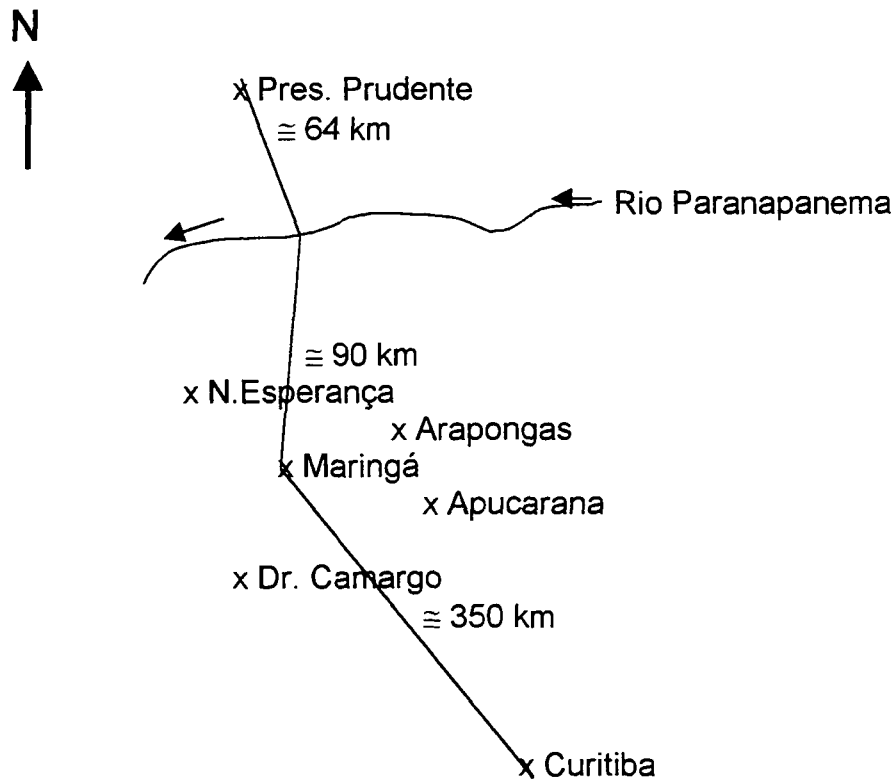 N
x Pres. Prudente
≅ 64 km
Rio Paranapanema
≅ 90 km
x N.Esperança
x Arapongas
x Maringá
x Apucarana
x Dr. Camargo
≅ 350 km
x Curitiba